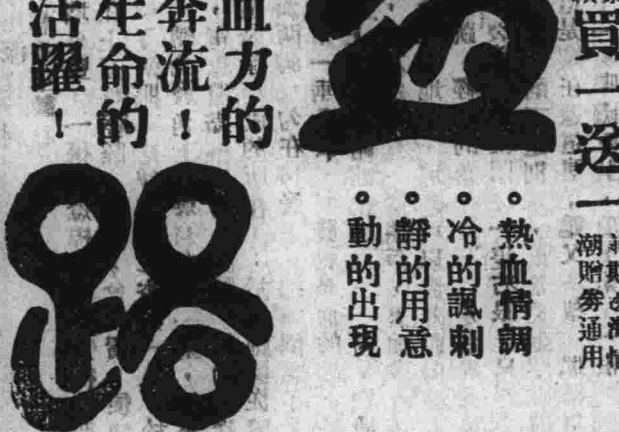 買一送一
潮贈券通用
。熱血情調
。冷的諷刺
。靜的用意
。動的出現
血力的
奔流！
生命的
活躍！
路